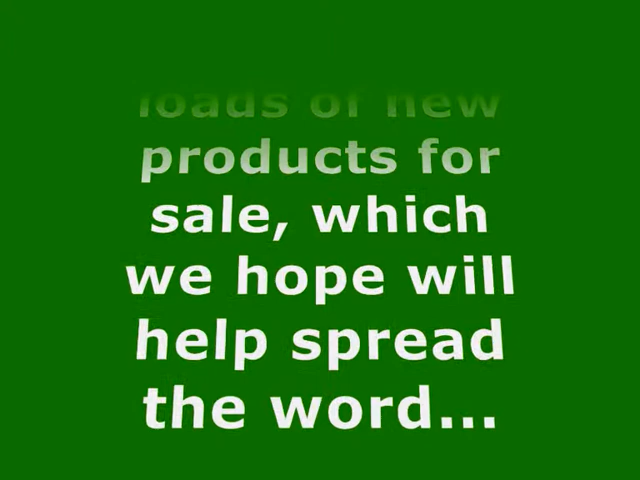 loads of new
products for
sale, which
we hope will
help spread
the word...